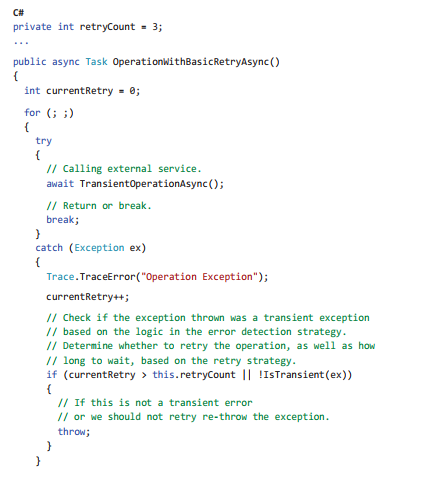 C#
private int retryCount = 3;
...
public async Task OperationWithBasicRetryAsync()
{
int currentRetry = 0;
for (; ;)
{
try
{
// Calling external service.
await TransientOperationAsync();
// Return or break.
break;
}
catch (Exception ex)
{
Trace.TraceError("Operation Exception");
currentRetry++;
// Check if the exception thrown was a transient exception
// based on the logic in the error detection strategy.
// Determine whether to retry the operation, as well as how
// long to wait, based on the retry strategy.
if (currentRetry > this.retryCount || !IsTransient(ex))
{
// If this is not a transient error
// or we should not retry re-throw the exception.
throw;
}
}